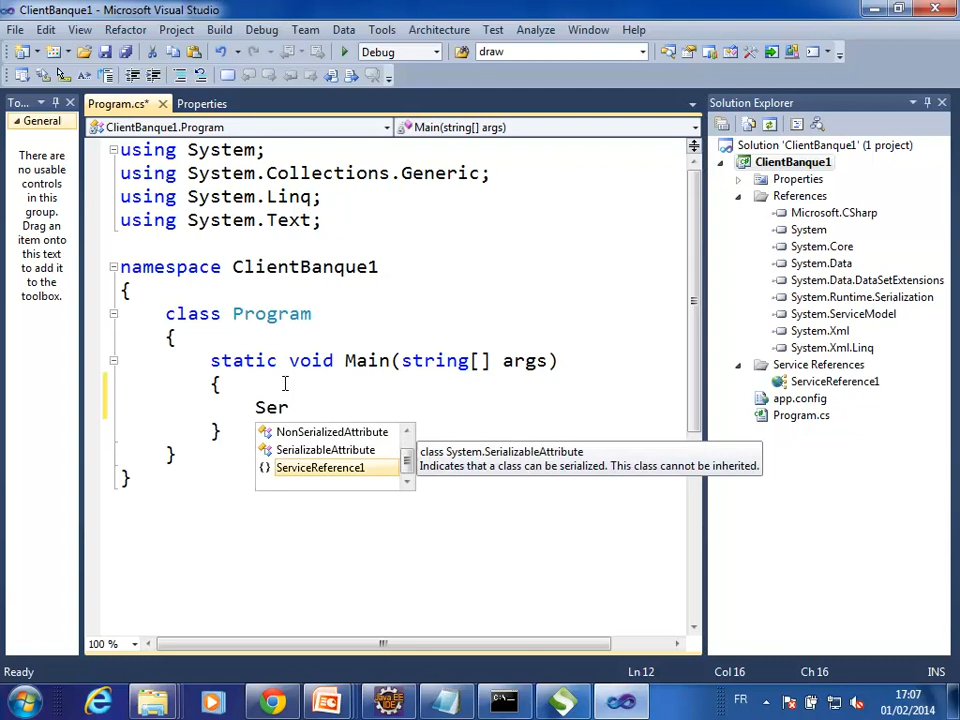 ClientBanque1 - Microsoft Visual Studio
File Edit View Refactor Project Build Debug Team Data Tools Architecture Test Analyze Window Help
Debug draw
To...
Program.cs*
Properties
Solution Explorer
General
ClientBanque1.Program
Main(string[] args)
There are
no usable
controls
in this
group.
Drag an
item onto
this text
to add it
to the
toolbox.
using System;
using System.Collections.Generic;
using System.Linq;
using System.Text;
namespace ClientBanque1
{
class Program
{
static void Main(string[] args)
{
Ser
}
}
}
NonSerializedAttribute
SerializableAttribute
{} ServiceReference1
class System.SerializableAttribute
Indicates that a class can be serialized. This class cannot be inherited.
Solution 'ClientBanque1' (1 project)
ClientBanque1
Properties
References
Microsoft.CSharp
System
System.Core
System.Data
System.Data.DataSetExtensions
System.Runtime.Serialization
System.ServiceModel
System.Xml
System.Xml.Linq
Service References
ServiceReference1
app.config
Program.cs
100 %
Ready
Ln 12
Col 16
Ch 16
INS
FR
17:07
01/02/2014